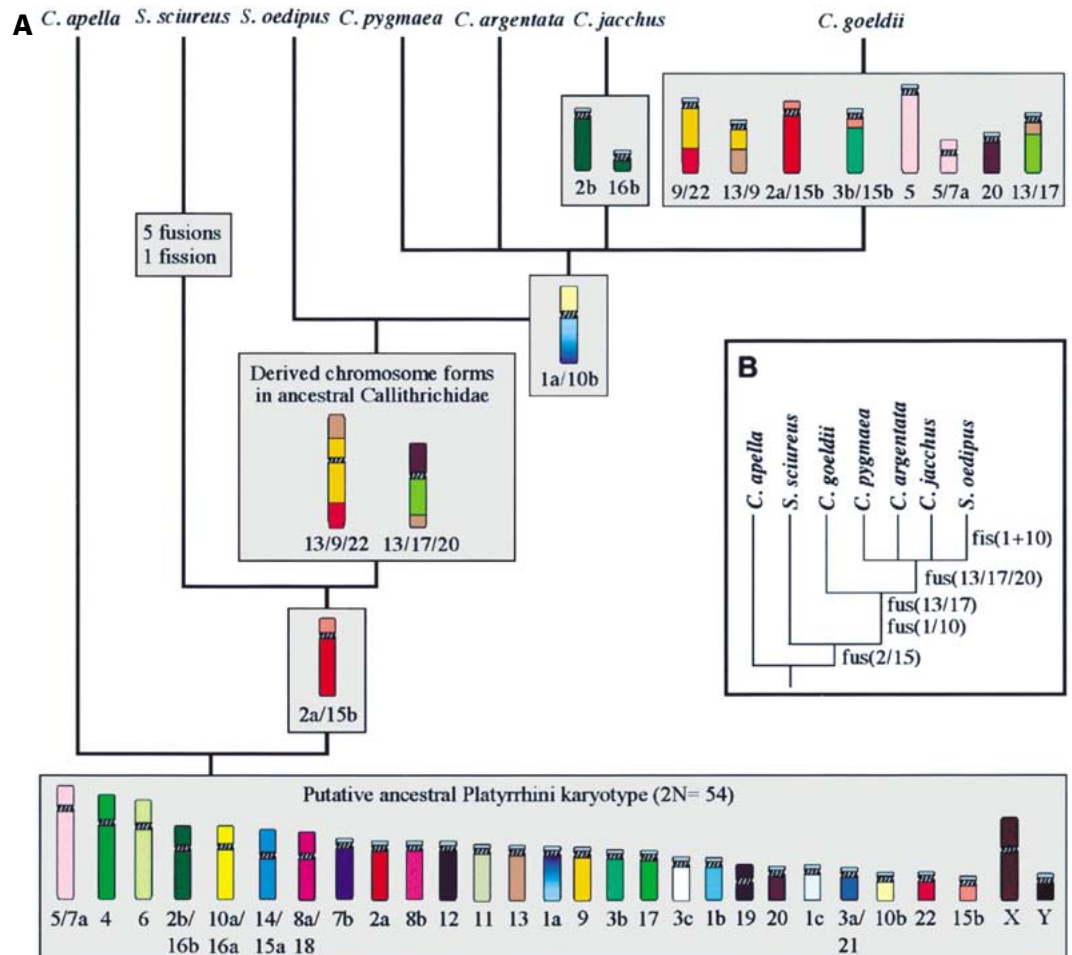 A
C. apella S. sciureus S. oedipus C. pygmaea C. argentata C. jacchus C. goeldii
2b 16b
9/22 13/9 2a/15b 3b/15b 5 5/7a 20 13/17
5 fusions
1 fission
1a/10b
Derived chromosome forms
in ancestral Callithrichidae
13/9/22 13/17/20
2a/15b
B
C. apella
S. sciureus
C. goeldii
C. pygmaea
C. argentata
C. jacchus
S. oedipus
fis(1+10)
fus(13/17/20)
fus(13/17)
fus(1/10)
fus(2/15)
Putative ancestral Platyrrhini karyotype (2N= 54)
5/7a 4 6 2b/ 10a/ 14/ 8a/ 7b 2a 8b 12 11 13 1a 9 3b 17 3c 1b 19 20 1c 3a/ 10b 22 15b X Y
16b 16a 15a 18 21